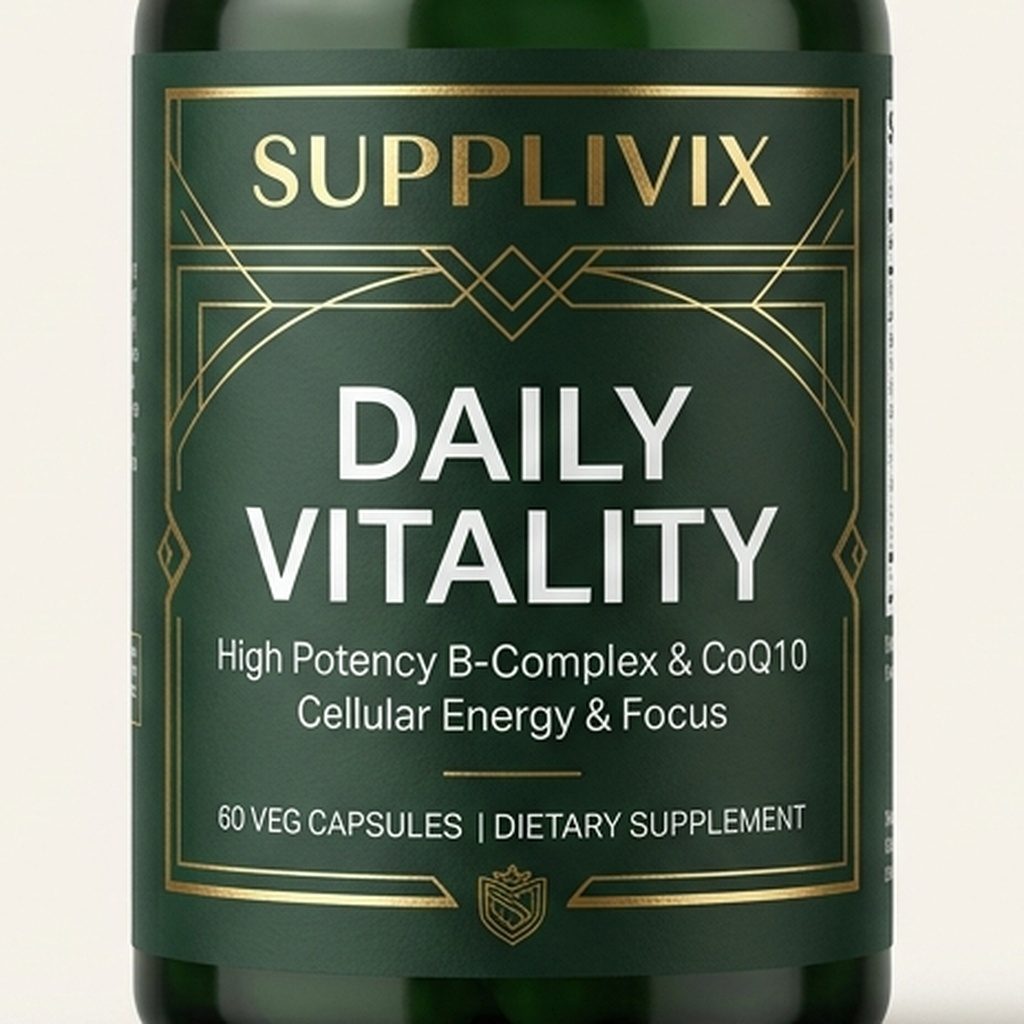 SUPPLIVIX
DAILY
VITALITY
High Potency B-Complex & CoQ10
Cellular Energy & Focus
60 VEG CAPSULES | DIETARY SUPPLEMENT